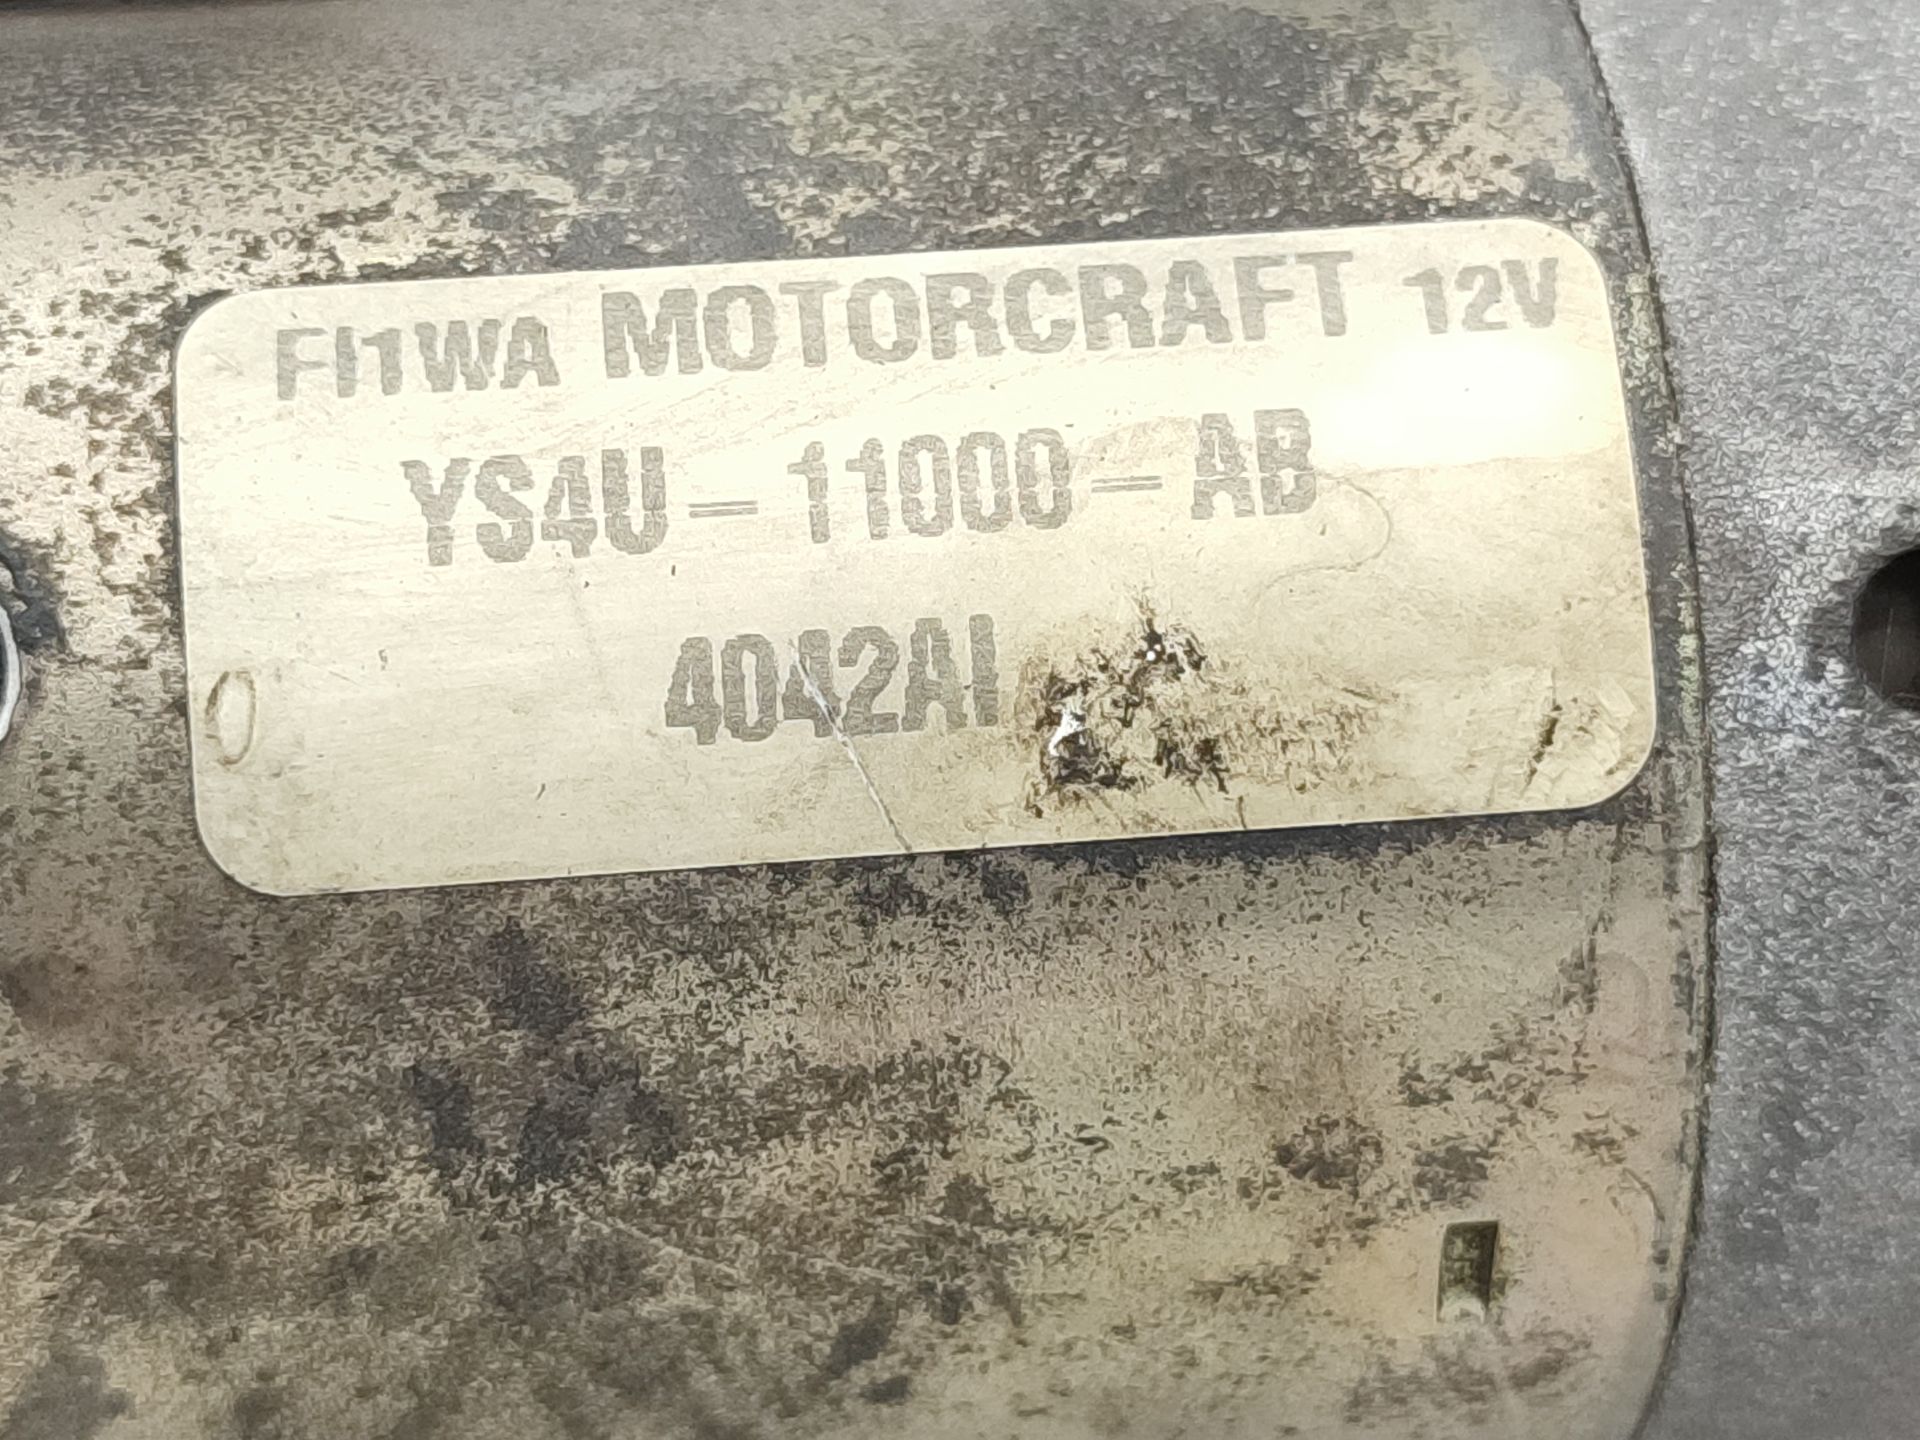 FI1WA MOTORCRAFT 12V
YS4U-11000-AB
4042AI